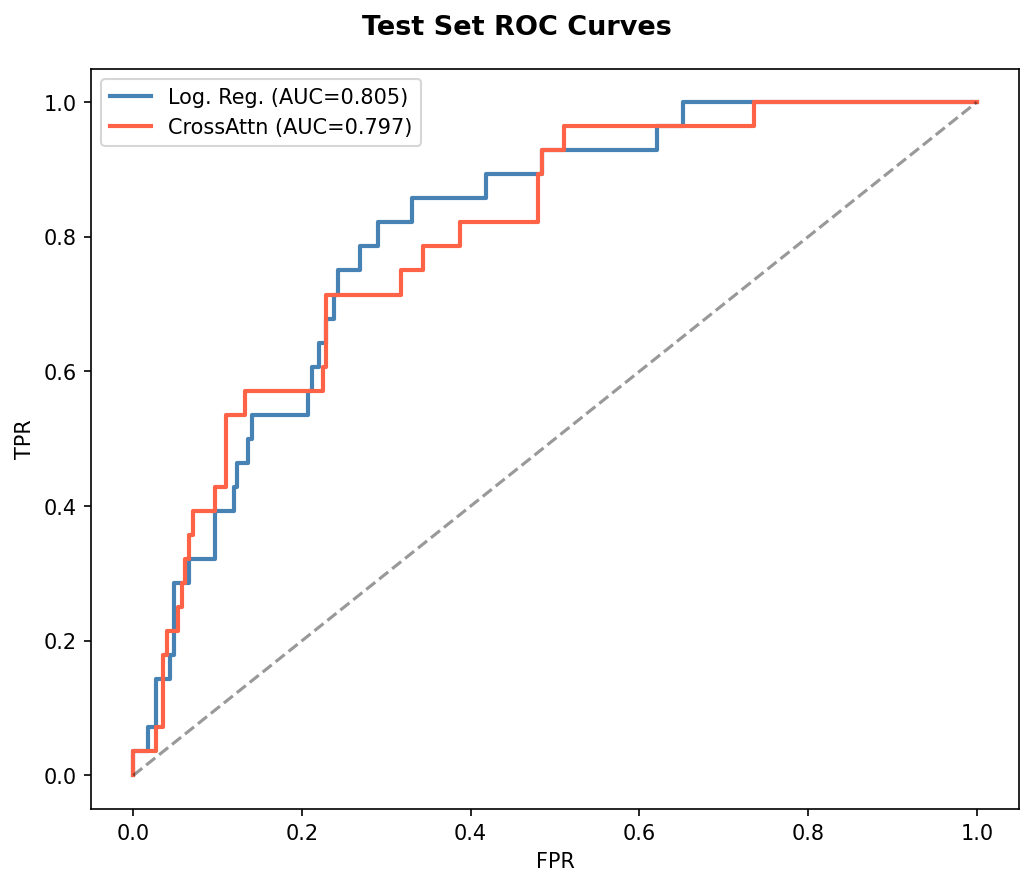 Test Set ROC Curves
Log. Reg. (AUC=0.805)
CrossAttn (AUC=0.797)
TPR
1.0
0.8
0.6
0.4
0.2
0.0
0.0 0.2 0.4 0.6 0.8 1.0
FPR